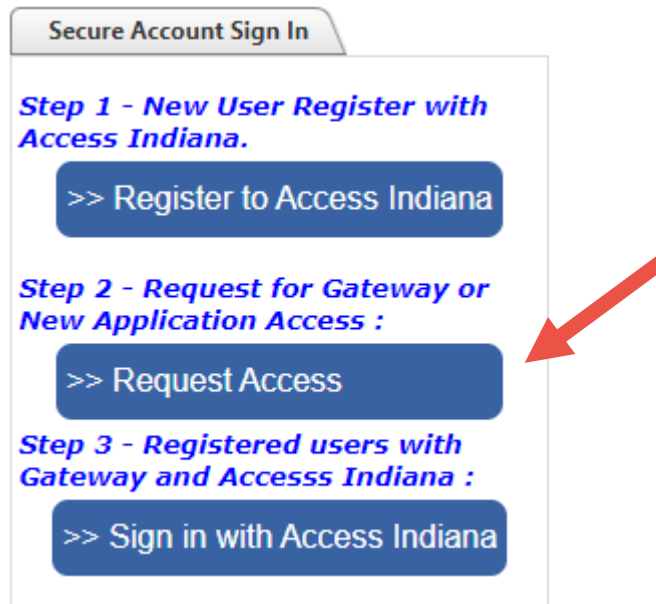 Secure Account Sign In
Step 1 - New User Register with
Access Indiana.
>> Register to Access Indiana
Step 2 - Request for Gateway or
New Application Access :
>> Request Access
Step 3 - Registered users with
Gateway and Accesss Indiana :
>> Sign in with Access Indiana